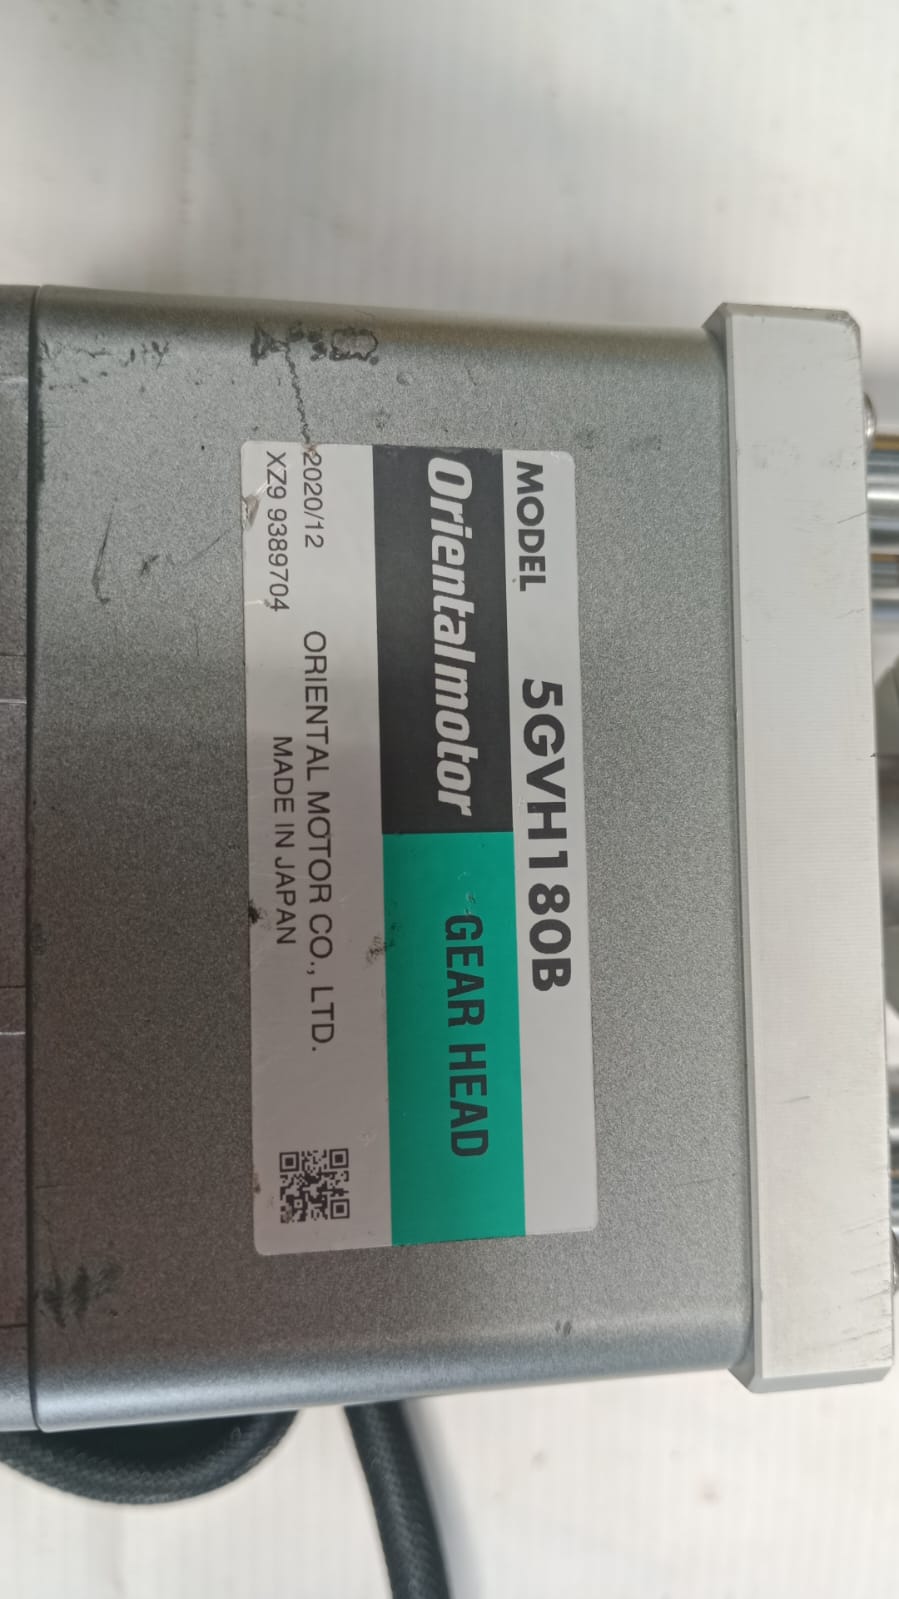 MODEL 5GVH180B
Orientalmotor GEAR HEAD
2020/12 ORIENTAL MOTOR CO., LTD.
XZ9 9389704 MADE IN JAPAN